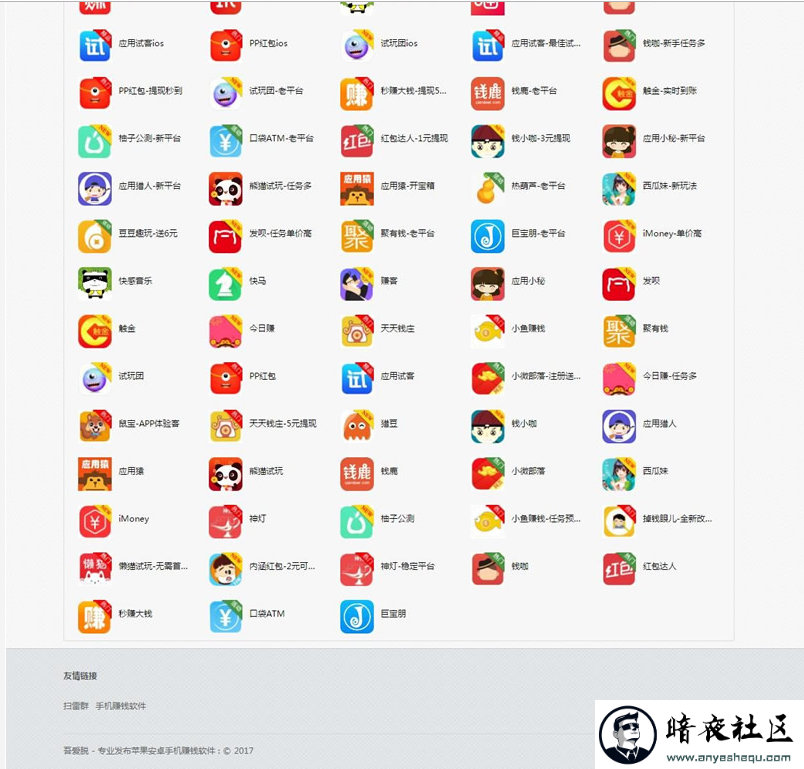 应用试客ios PP红包ios 试玩团ios 应用试客-最佳试... 钱咖-新手任务多
PP红包-提现秒到 试玩团-老平台 秒赚大钱-提现5... 钱鹿-老平台 触金-实时到账
柚子公测-新平台 口袋ATM-老平台 红包达人-1元提现 钱小咖-3元提现 应用小秘-新平台
应用猎人-新平台 熊猫试玩-任务多 应用猿-开宝箱 热葫芦-老平台 西瓜妹-新玩法
豆豆趣玩-送6元 发呗-任务单价高 聚有钱-老平台 巨宝朋-老平台 iMoney-单价高
快感音乐 快马 赚客 应用小秘 发呗
触金 今日赚 天天钱庄 小鱼赚钱 聚有钱
试玩团 PP红包 应用试客 小微部落-注册送... 今日赚-任务多
鼠宝-APP体验客 天天钱庄-5元提现 猎豆 钱小咖 应用猎人
应用猿 熊猫试玩 钱鹿 小微部落 西瓜妹
iMoney 神灯 柚子公测 小鱼赚钱-任务预... 掉钱眼儿-全新改...
懒猫试玩-无需首... 内涵红包-2元可... 神灯-稳定平台 钱咖 红包达人
秒赚大钱 口袋ATM 巨宝朋
友情链接
扫雷群 手机赚钱软件
吾爱脱 - 专业发布苹果安卓手机赚钱软件：© 2017
暗夜社区
www.anyeshequ.com